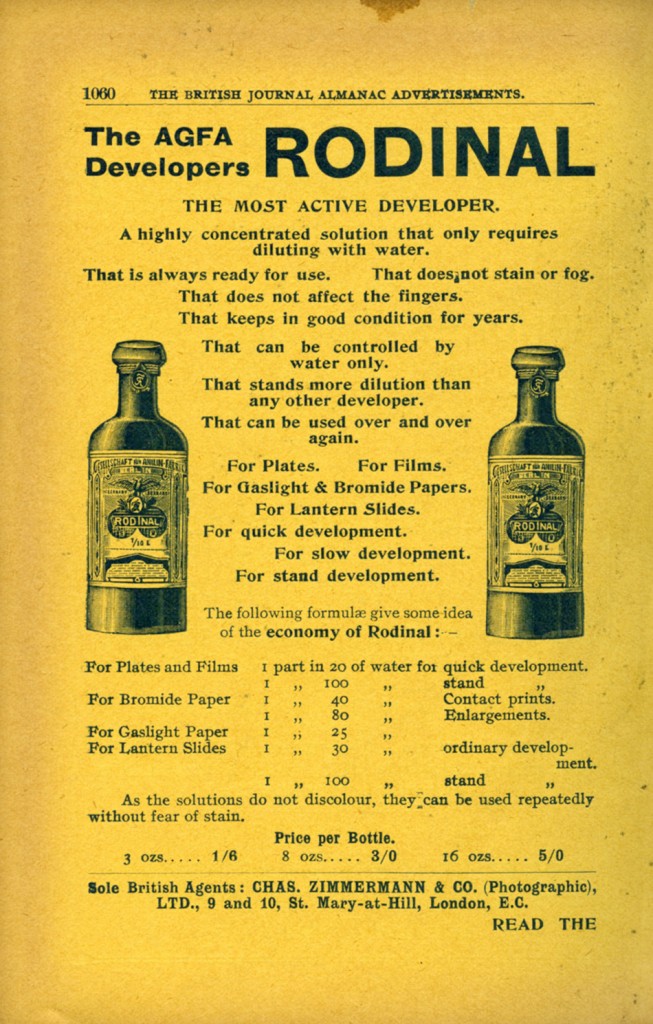 1060 THE BRITISH JOURNAL ALMANAC ADVERTISEMENTS.
The AGFA
Developers
RODINAL
THE MOST ACTIVE DEVELOPER.
A highly concentrated solution that only requires
diluting with water.
That is always ready for use. That does not stain or fog.
That does not affect the fingers.
That keeps in good condition for years.
That can be controlled by
water only.
That stands more dilution than
any other developer.
That can be used over and over
again.
For Plates. For Films.
For Gaslight & Bromide Papers.
For Lantern Slides.
For quick development.
For slow development.
For stand development.
RODINAL
RODINAL
The following formulæ give some idea
of the economy of Rodinal:—
For Plates and Films 1 part in 20 of water for quick development.
1 „ 100 „ stand „
For Bromide Paper 1 „ 40 „ Contact prints.
1 „ 80 „ Enlargements.
For Gaslight Paper 1 „ 25 „
For Lantern Slides 1 „ 30 „ ordinary develop-
ment.
1 „ 100 „ stand „
As the solutions do not discolour, they can be used repeatedly
without fear of stain.
Price per Bottle.
3 ozs..... 1/6 8 ozs..... 3/0 16 ozs..... 5/0
Sole British Agents: CHAS. ZIMMERMANN & CO. (Photographic),
LTD., 9 and 10, St. Mary-at-Hill, London, E.C.
READ THE